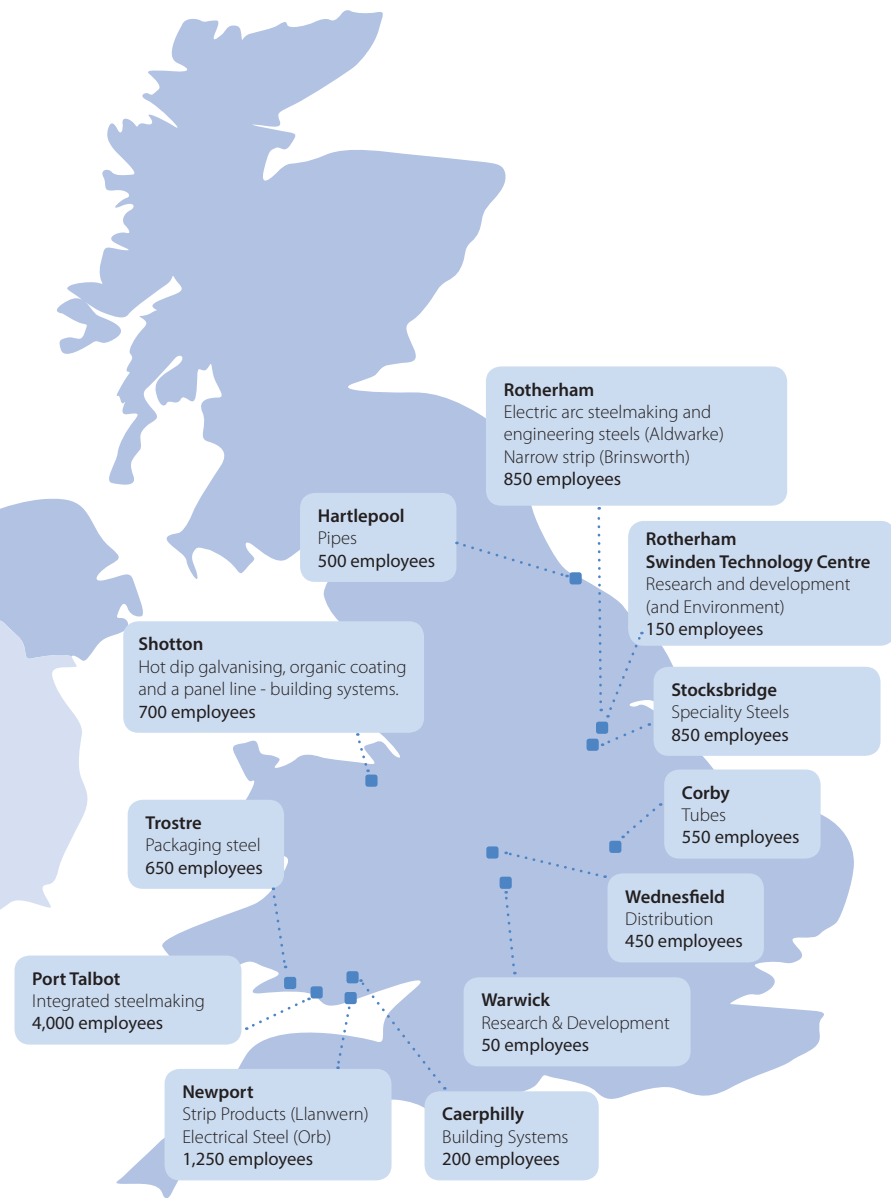 Rotherham
Electric arc steelmaking and
engineering steels (Aldwarke)
Narrow strip (Brinsworth)
850 employees
Hartlepool
Pipes
500 employees
Rotherham
Swinden Technology Centre
Research and development
(and Environment)
150 employees
Shotton
Hot dip galvanising, organic coating
and a panel line - building systems.
700 employees
Stocksbridge
Speciality Steels
850 employees
Corby
Tubes
550 employees
Trostre
Packaging steel
650 employees
Wednesfield
Distribution
450 employees
Port Talbot
Integrated steelmaking
4,000 employees
Warwick
Research & Development
50 employees
Newport
Strip Products (Llanwern)
Electrical Steel (Orb)
1,250 employees
Caerphilly
Building Systems
200 employees